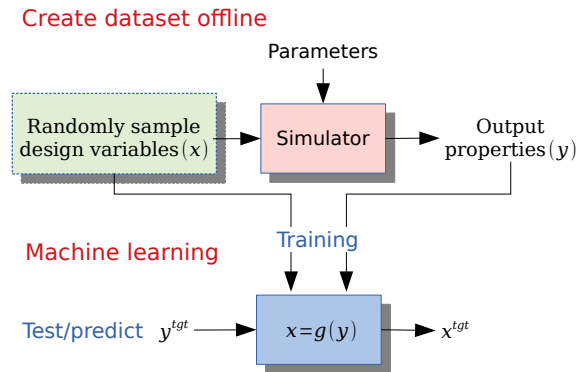 Create dataset offline
Parameters
Randomly sample
design variables(x)
Simulator
Output
properties(y)
Training
Machine learning
Test/predict
y^tgt
x=g(y)
x^tgt